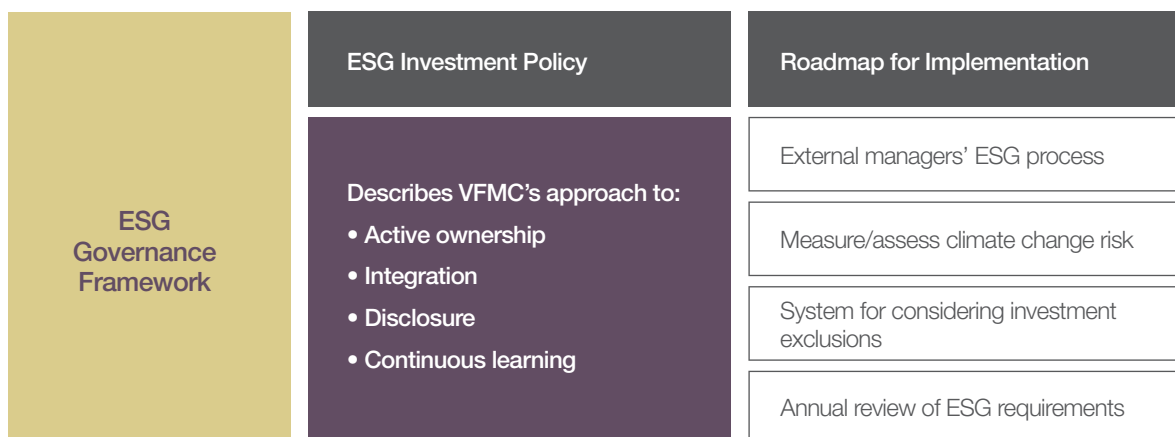 ESG
Governance
Framework
ESG Investment Policy
Describes VFMC’s approach to:
• Active ownership
• Integration
• Disclosure
• Continuous learning
Roadmap for Implementation
External managers’ ESG process
Measure/assess climate change risk
System for considering investment
exclusions
Annual review of ESG requirements